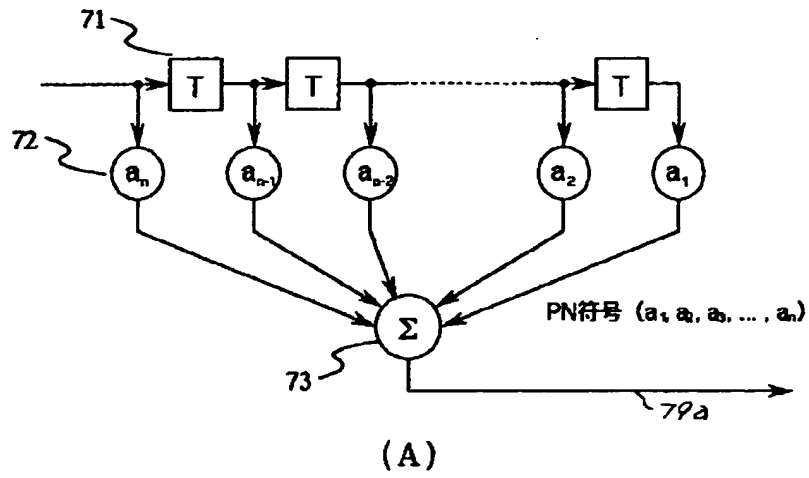 71
T T T
72
aₙ aₙ₋₁ aₙ₋₂ a₂ a₁
Σ
PN符号 (a₁, a₂, a₃, ... , aₙ)
73
79a
(A)